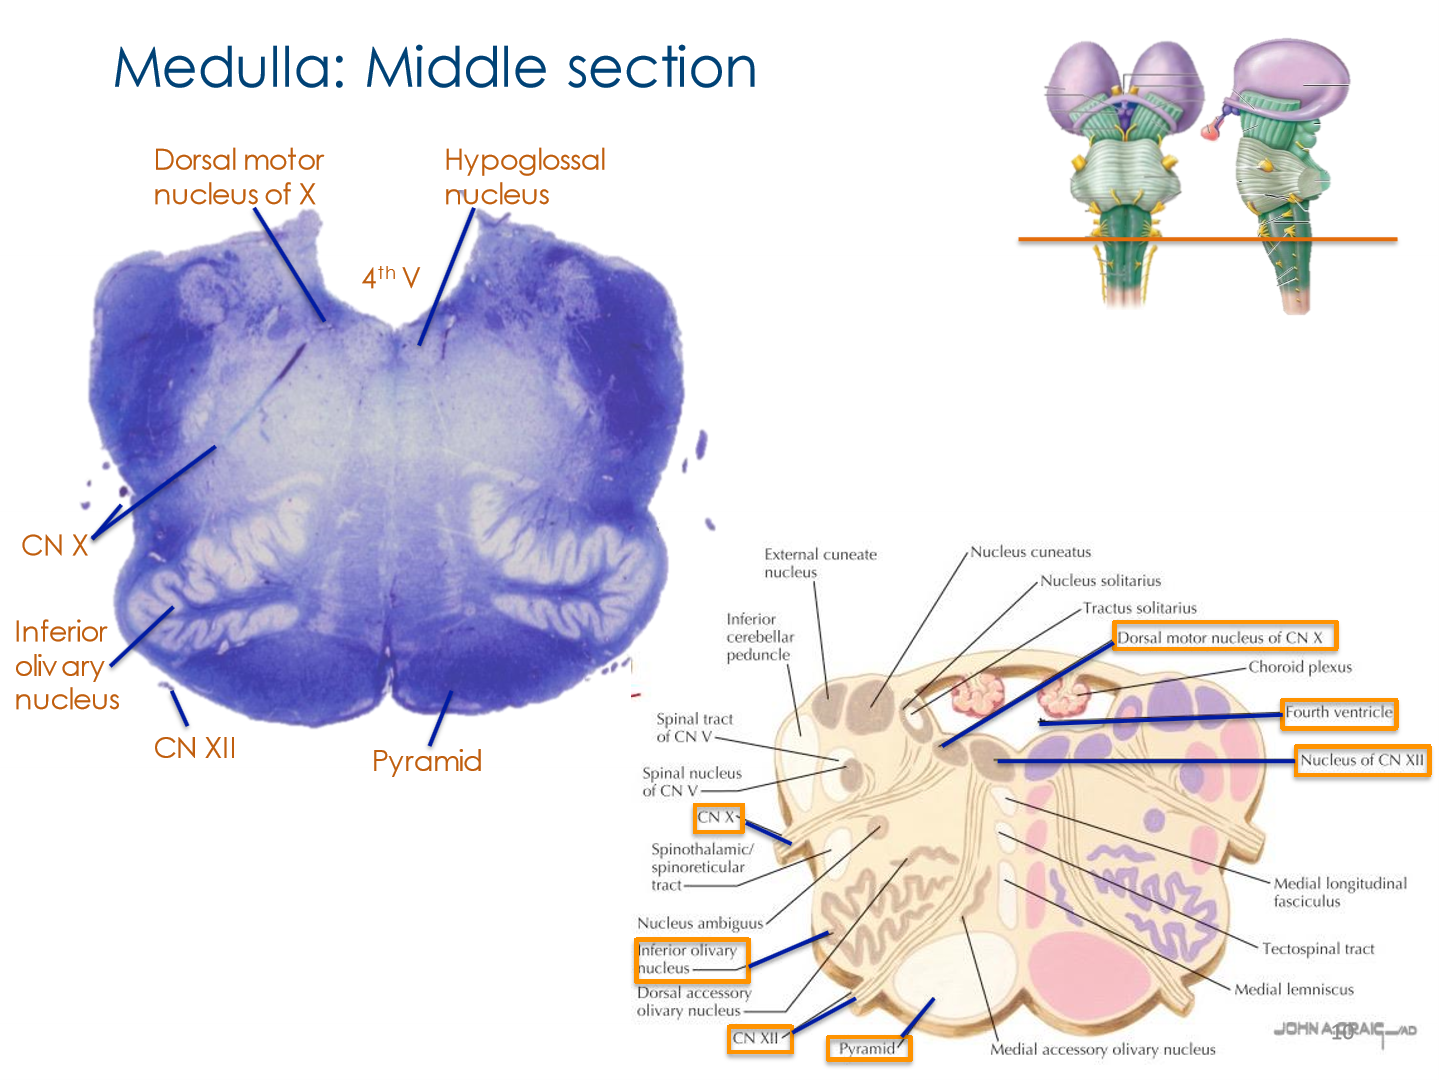 Medulla: Middle section
Dorsal motor
nucleus of X
Hypoglossal
nucleus
4th V
CN X
Inferior
olivary
nucleus
CN XII
Pyramid
External cuneate
nucleus
Nucleus cuneatus
Nucleus solitarius
Tractus solitarius
Dorsal motor nucleus of CN X
Choroid plexus
Fourth ventricle
Nucleus of CN XII
Inferior
cerebellar
peduncle
Spinal tract
of CN V
Spinal nucleus
of CN V
CN X
Spinothalamic/
spinoreticular
tract
Nucleus ambiguus
Inferior olivary
nucleus
Dorsal accessory
olivary nucleus
CN XII
Pyramid
Medial accessory olivary nucleus
Medial longitudinal
fasciculus
Tectospinal tract
Medial lemniscus
JOHN A. CRAIG AD
10